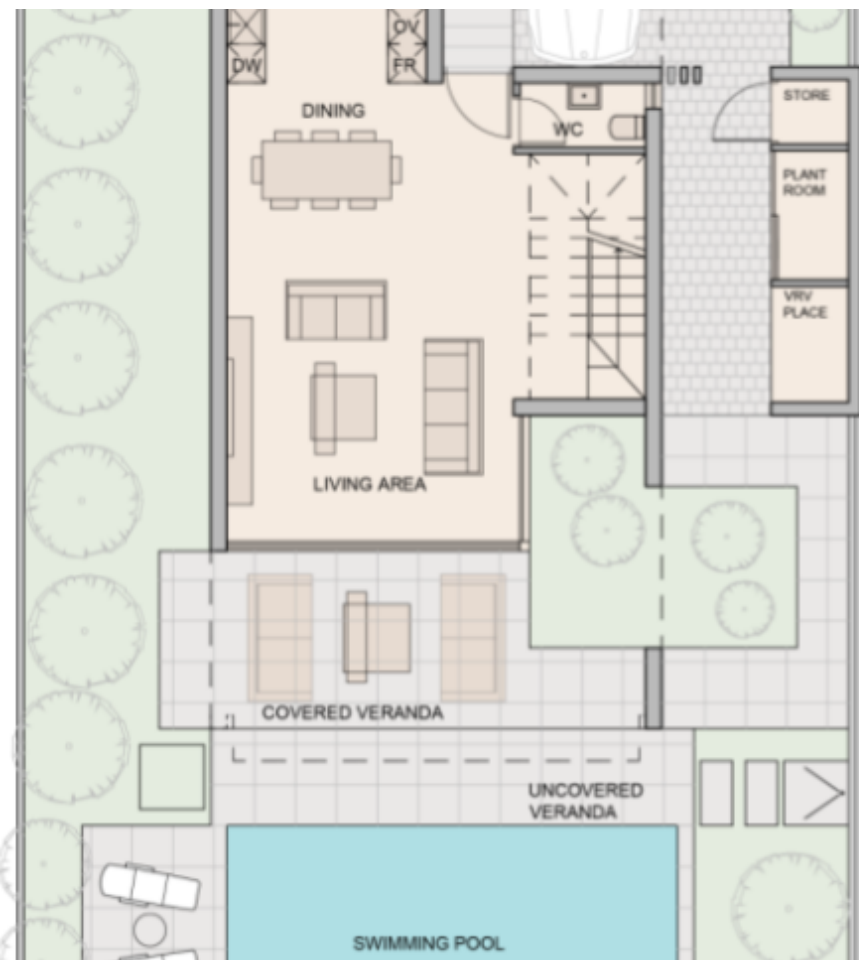 OV
DW
FR
DINING
STORE
WC
PLANT
ROOM
VRV
PLACE
LIVING AREA
COVERED VERANDA
UNCOVERED
VERANDA
SWIMMING POOL